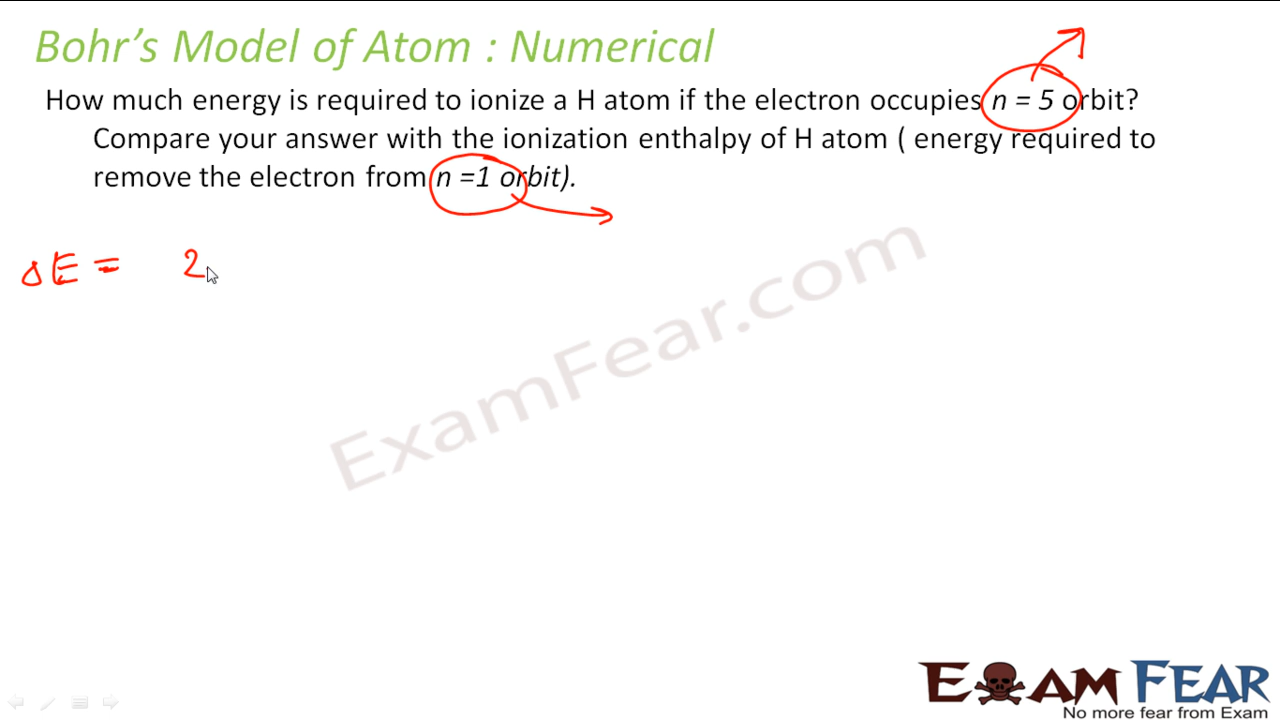 Bohr's Model of Atom : Numerical
How much energy is required to ionize a H atom if the electron occupies n = 5 orbit?
Compare your answer with the ionization enthalpy of H atom ( energy required to
remove the electron from n =1 orbit).
ΔE = 2
ExamFear.com
EXAM FEAR
No more fear from Exam